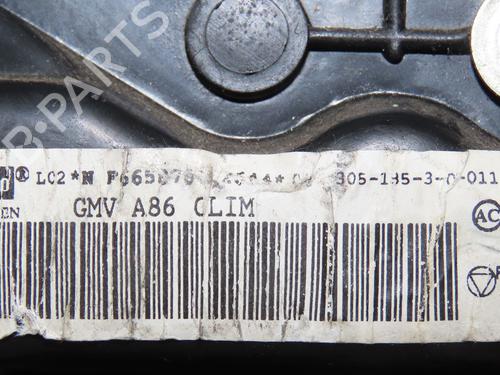 LC2 *N
305-185-3-0-011
EN
GMV A86 CLIM
AC
B-PARTS